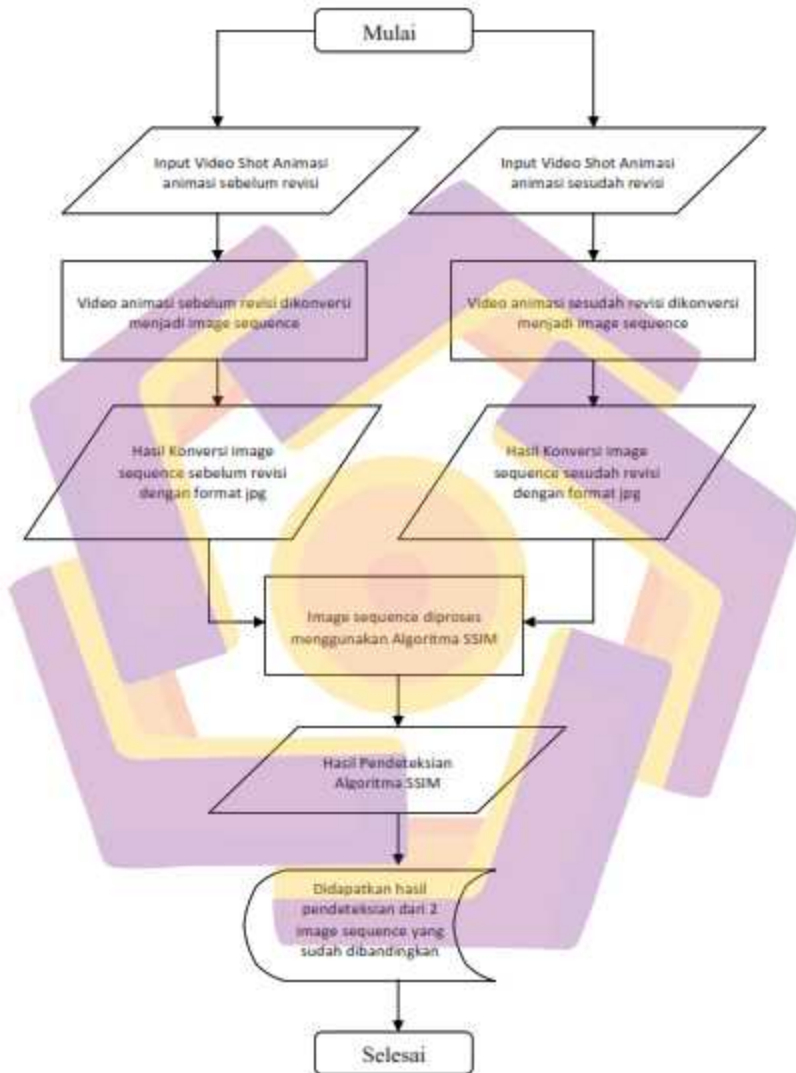 Mulai
Input Video Shot Animasi
animasi sebelum revisi
Input Video Shot Animasi
animasi sesudah revisi
Video animasi sebelum revisi dikonversi
menjadi image sequence
Video animasi sesudah revisi dikonversi
menjadi image sequence
Hasil Konversi image
sequence sebelum revisi
dengan format jpg
Hasil Konversi image
sequence sesudah revisi
dengan format jpg
Image sequence diproses
menggunakan Algoritma SSIM
Hasil Pendeteksian
Algoritma SSIM
Didapatkan hasil
pendeteksian dari 2
image sequence yang
sudah dibandingkan
Selesai